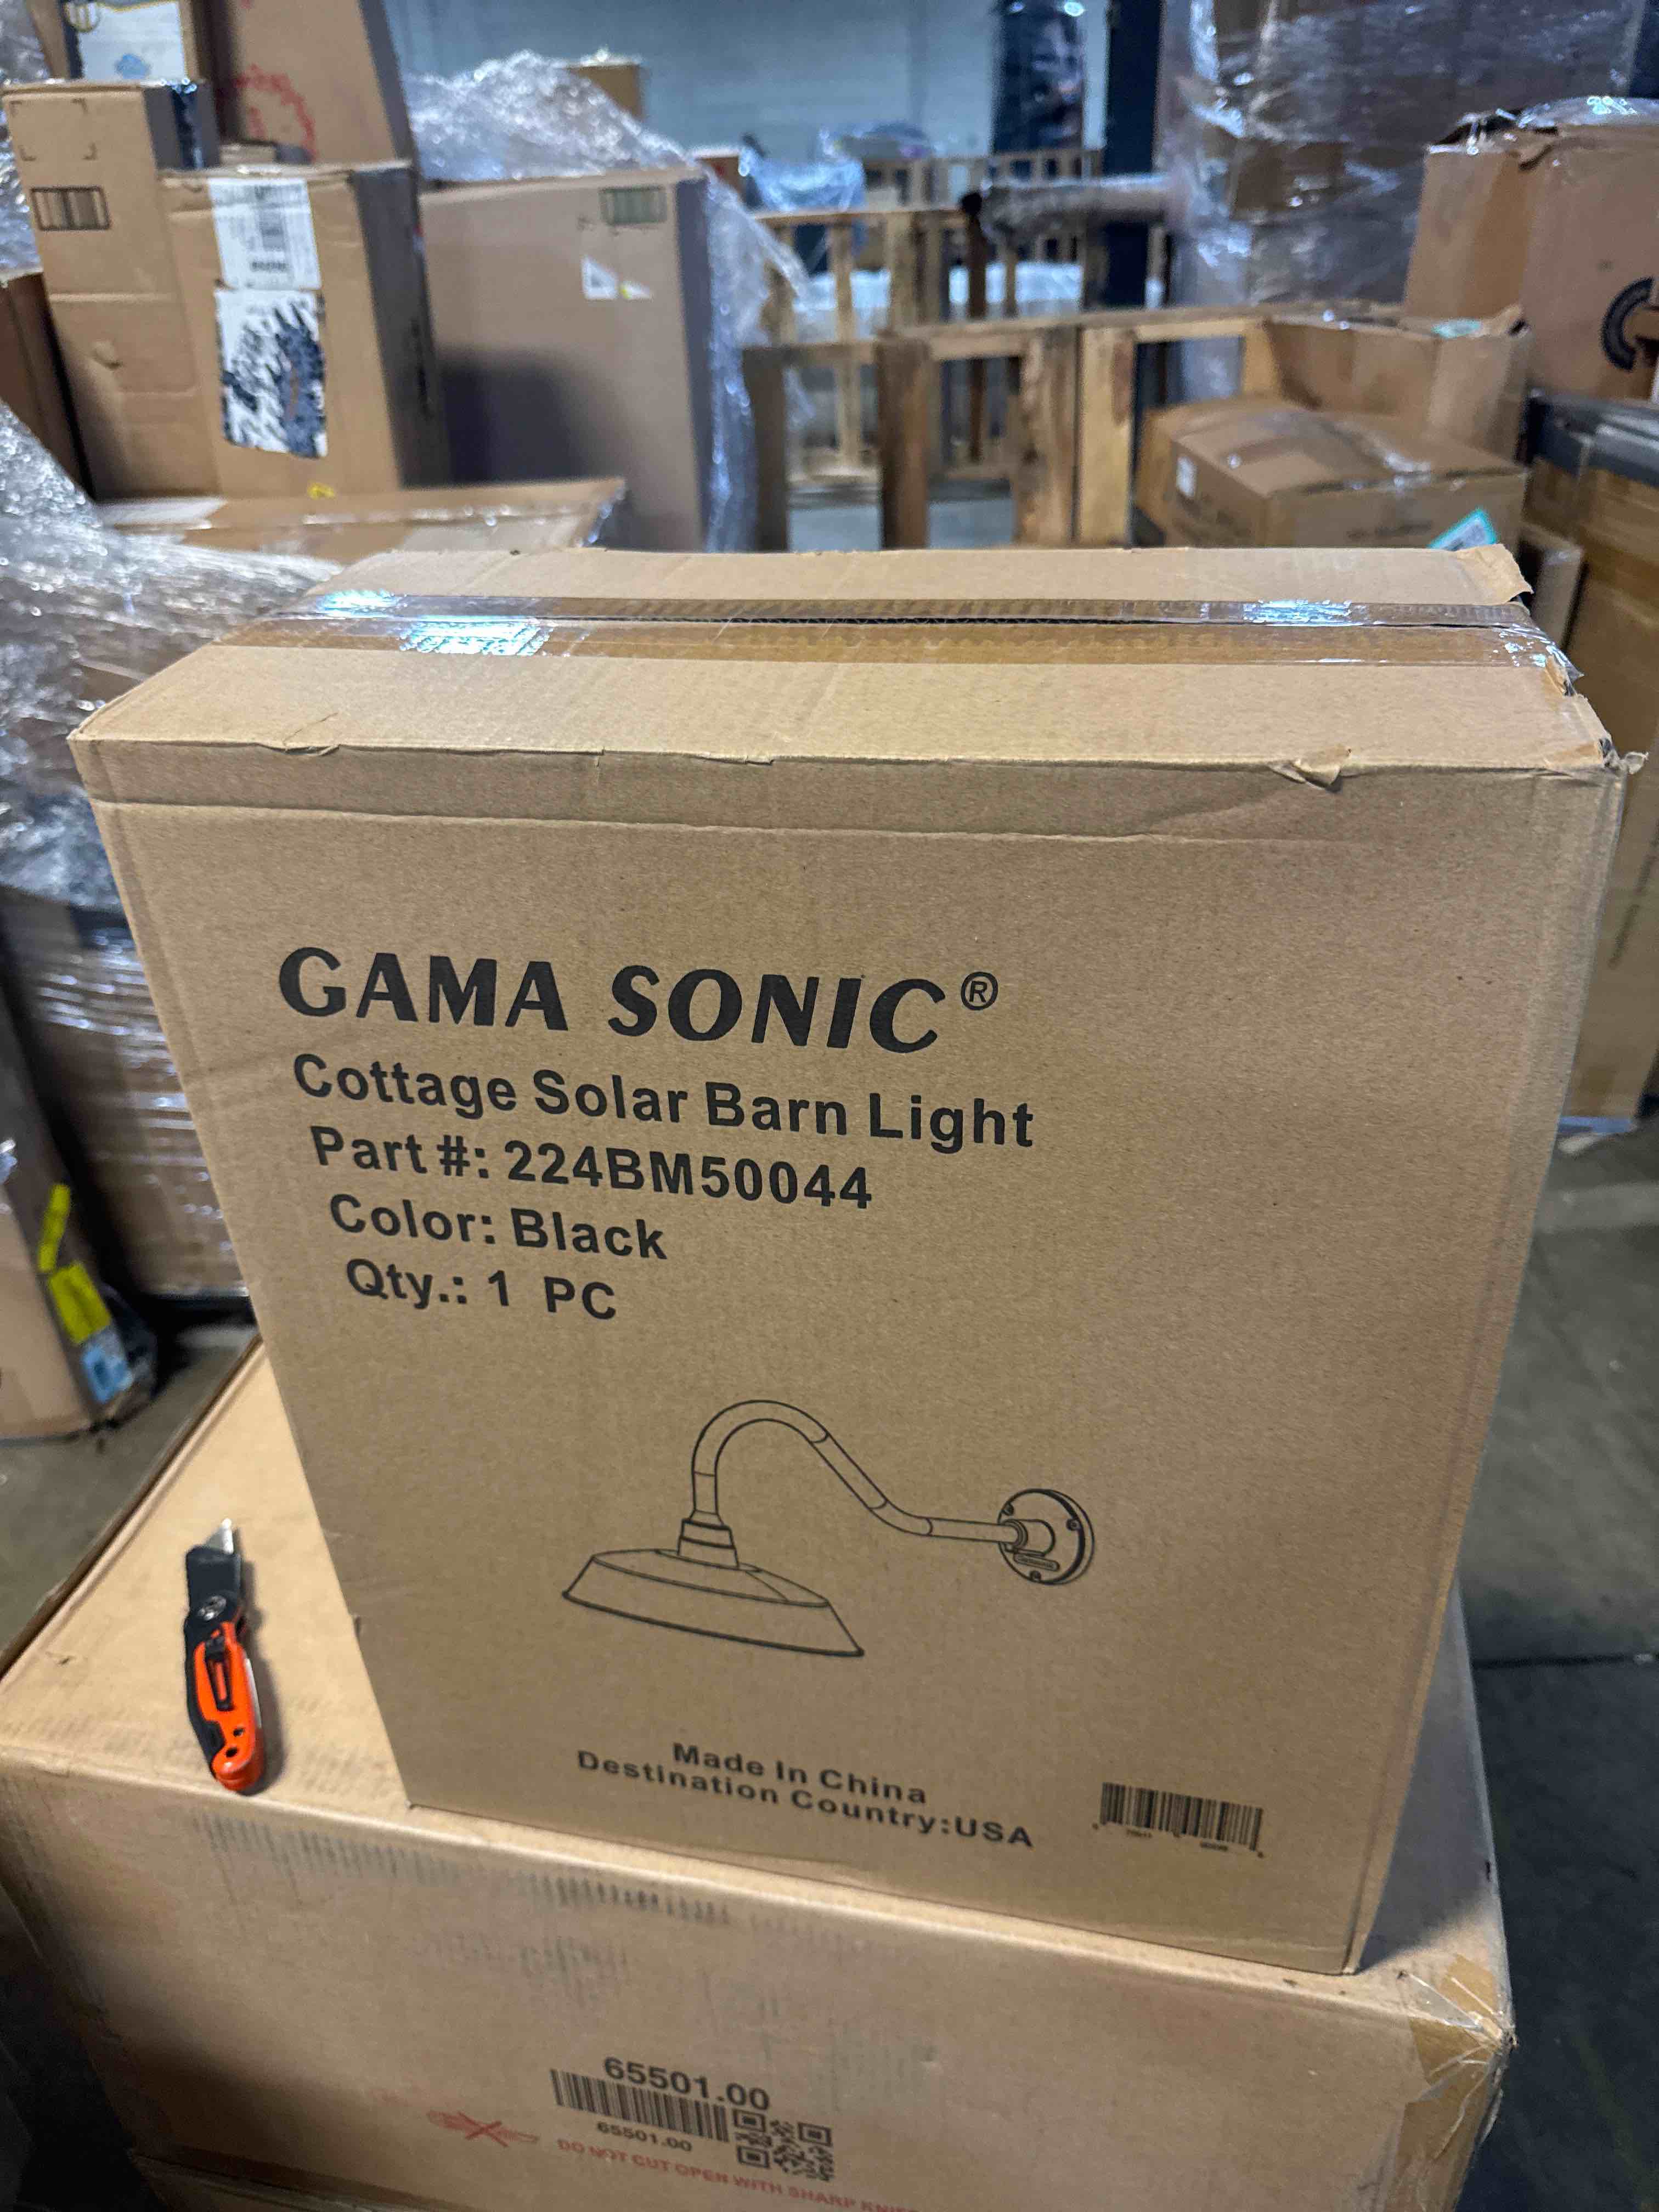 GAMA SONIC®
Cottage Solar Barn Light
Part #: 224BM50044
Color: Black
Qty.: 1 PC
Made In China
Destination Country:USA
65501.00
65501.00
DO NOT CUT OPEN WITH SHARP KNIFE